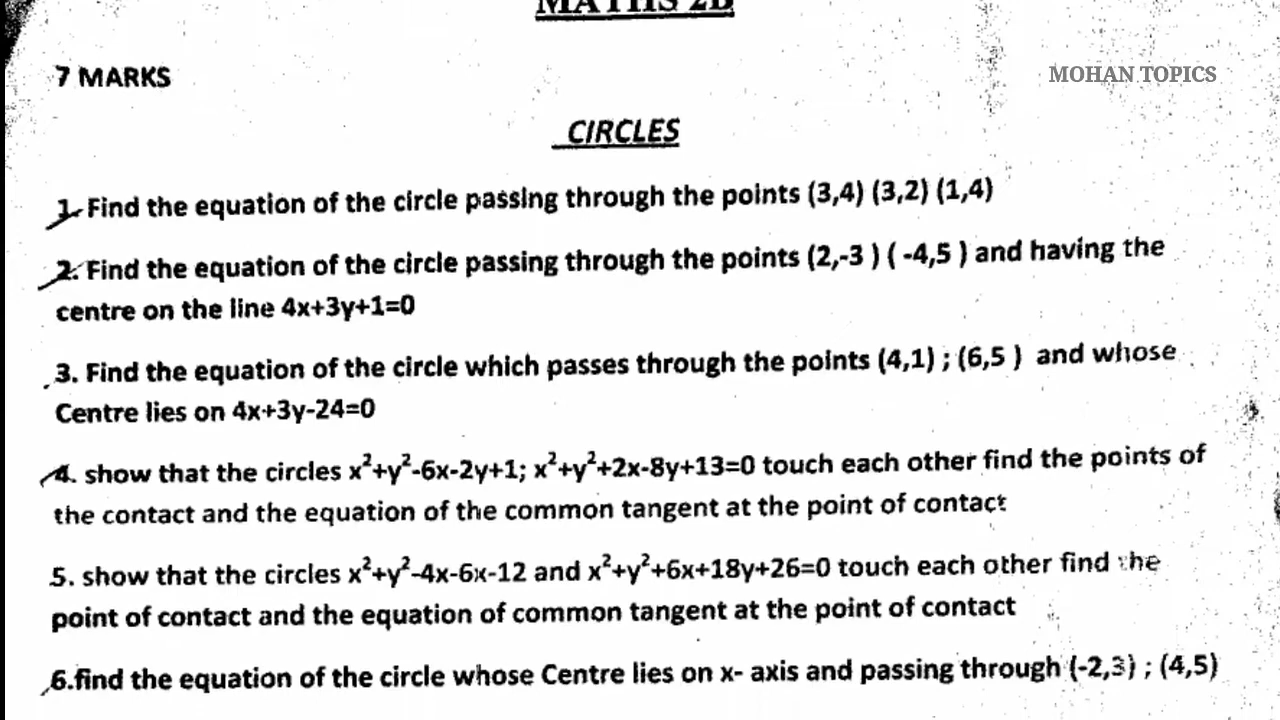 MATHS 2B
7 MARKS
MOHAN TOPICS
CIRCLES
1. Find the equation of the circle passing through the points (3,4) (3,2) (1,4)
2. Find the equation of the circle passing through the points (2,-3 ) ( -4,5 ) and having the
centre on the line 4x+3y+1=0
3. Find the equation of the circle which passes through the points (4,1) ; (6,5 ) and whose
Centre lies on 4x+3y-24=0
4. show that the circles x²+y²-6x-2y+1; x²+y²+2x-8y+13=0 touch each other find the points of
the contact and the equation of the common tangent at the point of contact
5. show that the circles x²+y²-4x-6x-12 and x²+y²+6x+18y+26=0 touch each other find the
point of contact and the equation of common tangent at the point of contact
6.find the equation of the circle whose Centre lies on x- axis and passing through (-2,3) ; (4,5)